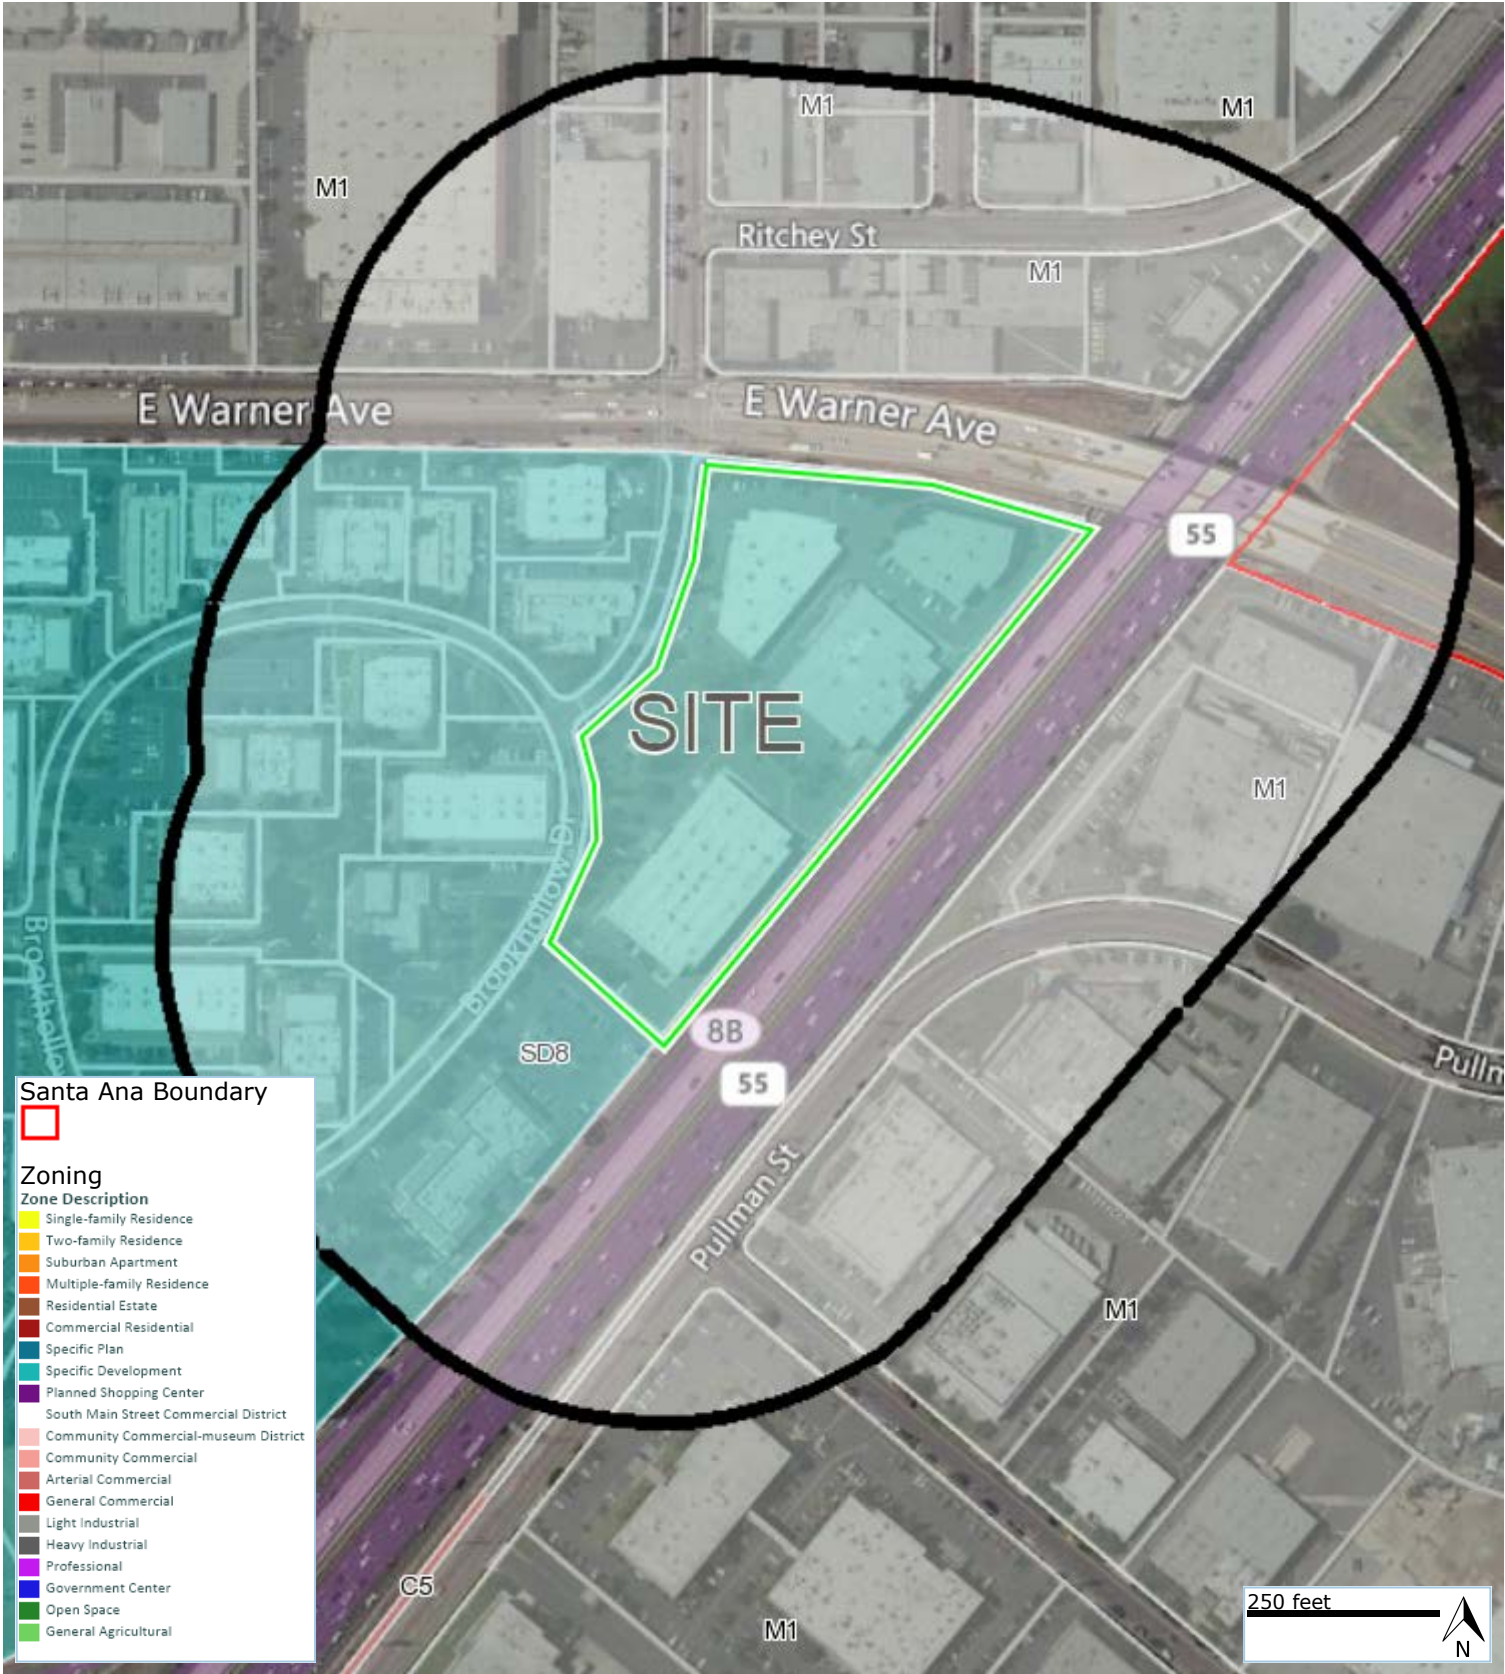 M1
M1
M1
Ritchey St
M1
E Warner Ave
E Warner Ave
55
SITE
M1
Brookhollow Dr
Brookhollo
8B
SD8
Pullm
55
Pullman St
M1
C5
M1
Santa Ana Boundary
Zoning
Zone Description
Single-family Residence
Two-family Residence
Suburban Apartment
Multiple-family Residence
Residential Estate
Commercial Residential
Specific Plan
Specific Development
Planned Shopping Center
South Main Street Commercial District
Community Commercial-museum District
Community Commercial
Arterial Commercial
General Commercial
Light Industrial
Heavy Industrial
Professional
Government Center
Open Space
General Agricultural
250 feet
N